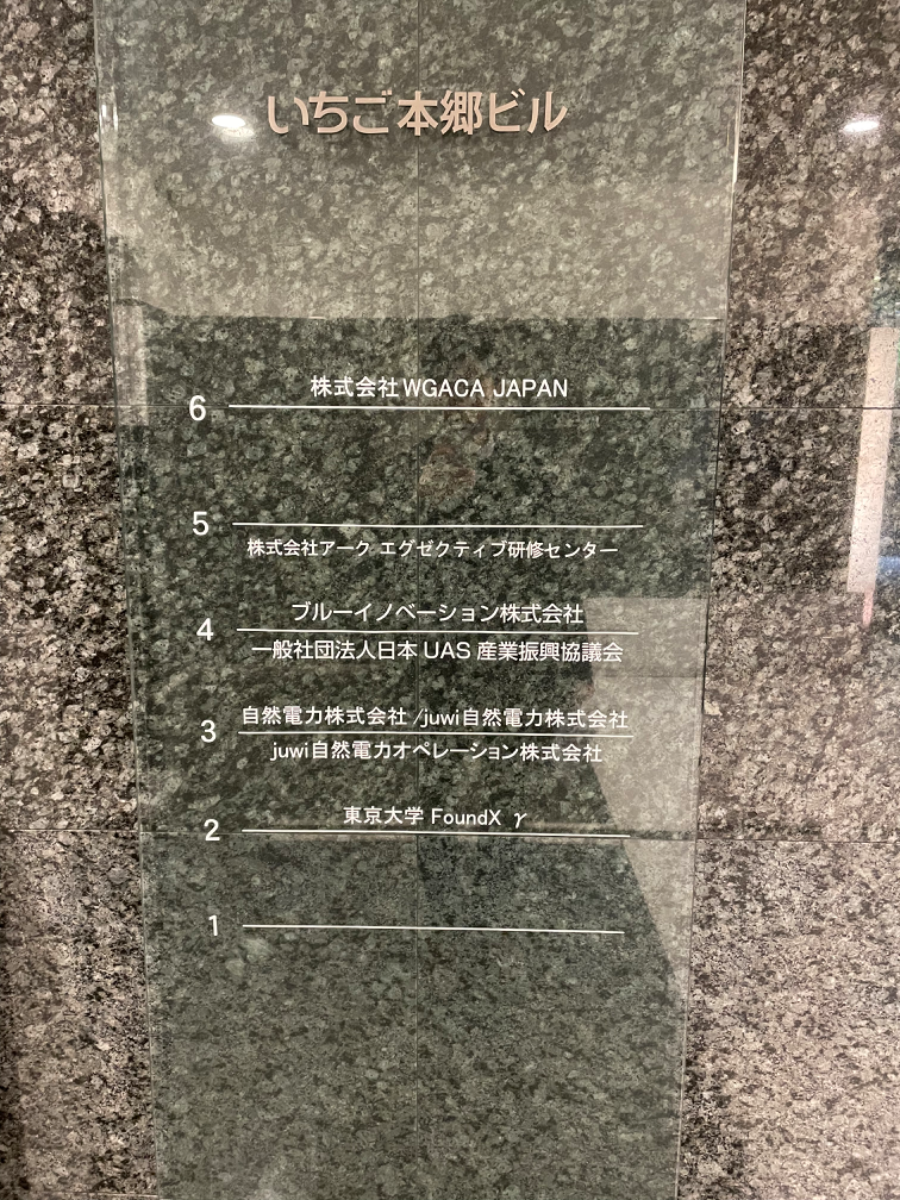 いちご本郷ビル
株式会社WGACA JAPAN
6
5
株式会社アーク エグゼクティブ研修センター
ブルーイノベーション株式会社
4
一般社団法人日本 UAS 産業振興協議会
自然電力株式会社 /juwi自然電力株式会社
3
juwi自然電力オペレーション株式会社
東京大学 FoundX γ
2
1